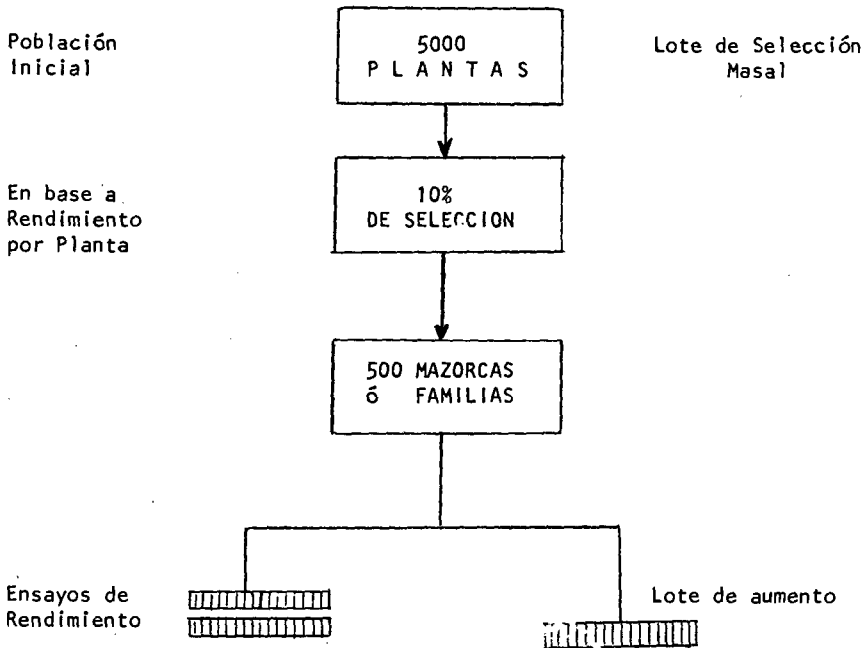 Población
Inicial
5000
P L A N T A S
Lote de Selección
Masal
En base a
Rendimiento
por Planta
10%
DE SELECCION
500 MAZORCAS
ó FAMILIAS
Ensayos de
Rendimiento
Lote de aumento